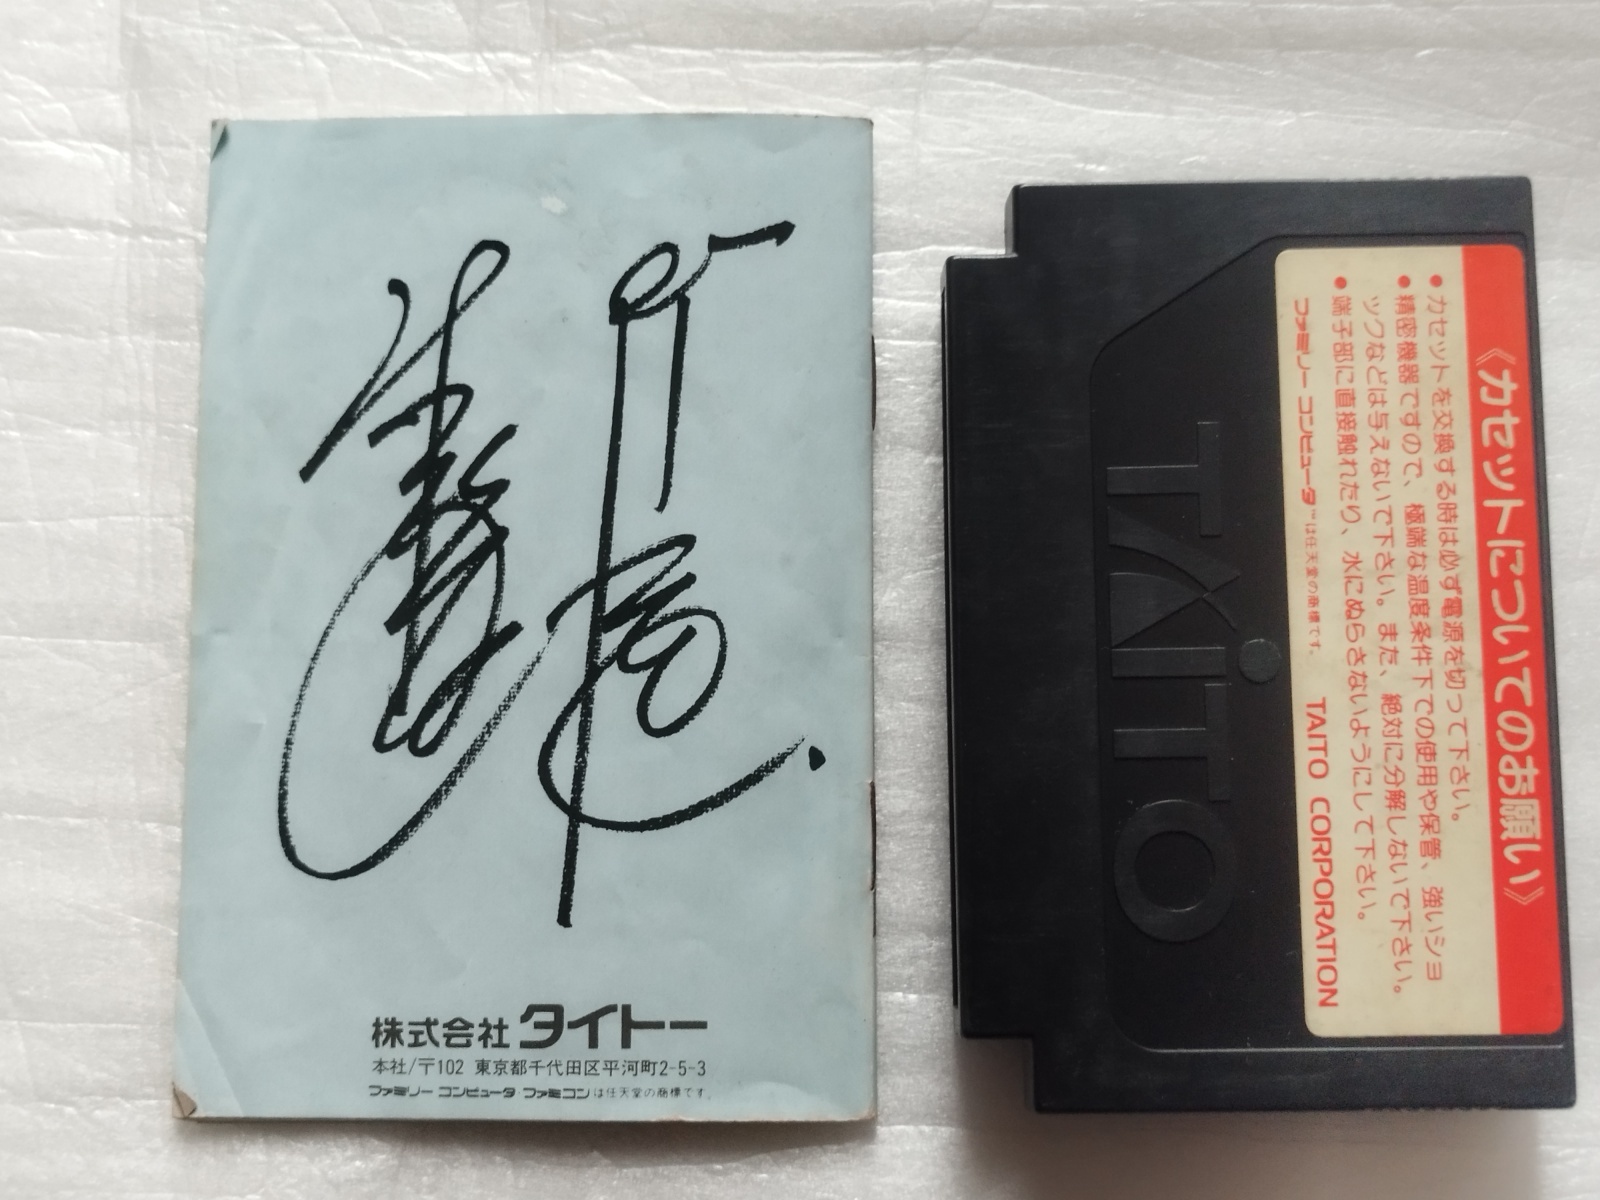 株式会社タイトー
本社/〒102 東京都千代田区平河町2-5-3
ファミリー コンピュータ・ファミコンは任天堂の商標です。
TAITO
《カセットについてのお願い》
●カセットを交換する時は必ず電源を切って下さい。
●精密機器ですので、極端な温度条件下での使用や保管、強いショ
ックなどは与えないで下さい。また、絶対に分解しないで下さい。
●端子部に直接触れたり、水にぬらさないようにして下さい。
ファミリー コンピュータ™は任天堂の商標です。 TAITO CORPORATION